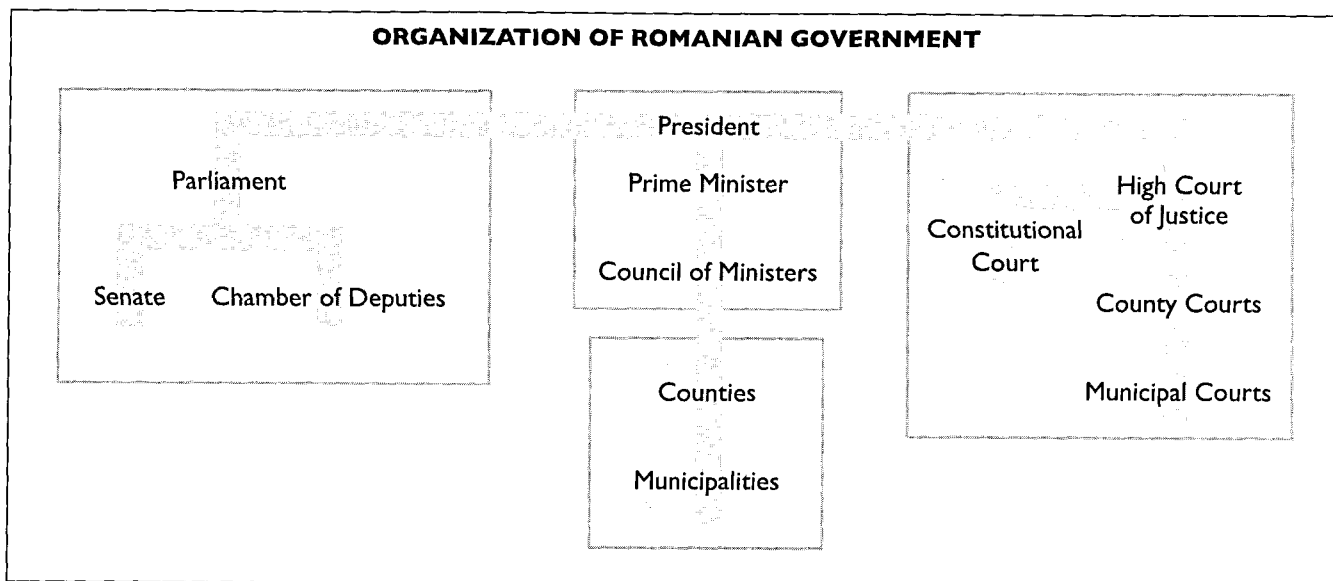 ORGANIZATION OF ROMANIAN GOVERNMENT
Parliament
Senate
Chamber of Deputies
President
Prime Minister
Council of Ministers
Counties
Municipalities
Constitutional
Court
High Court
of Justice
County Courts
Municipal Courts